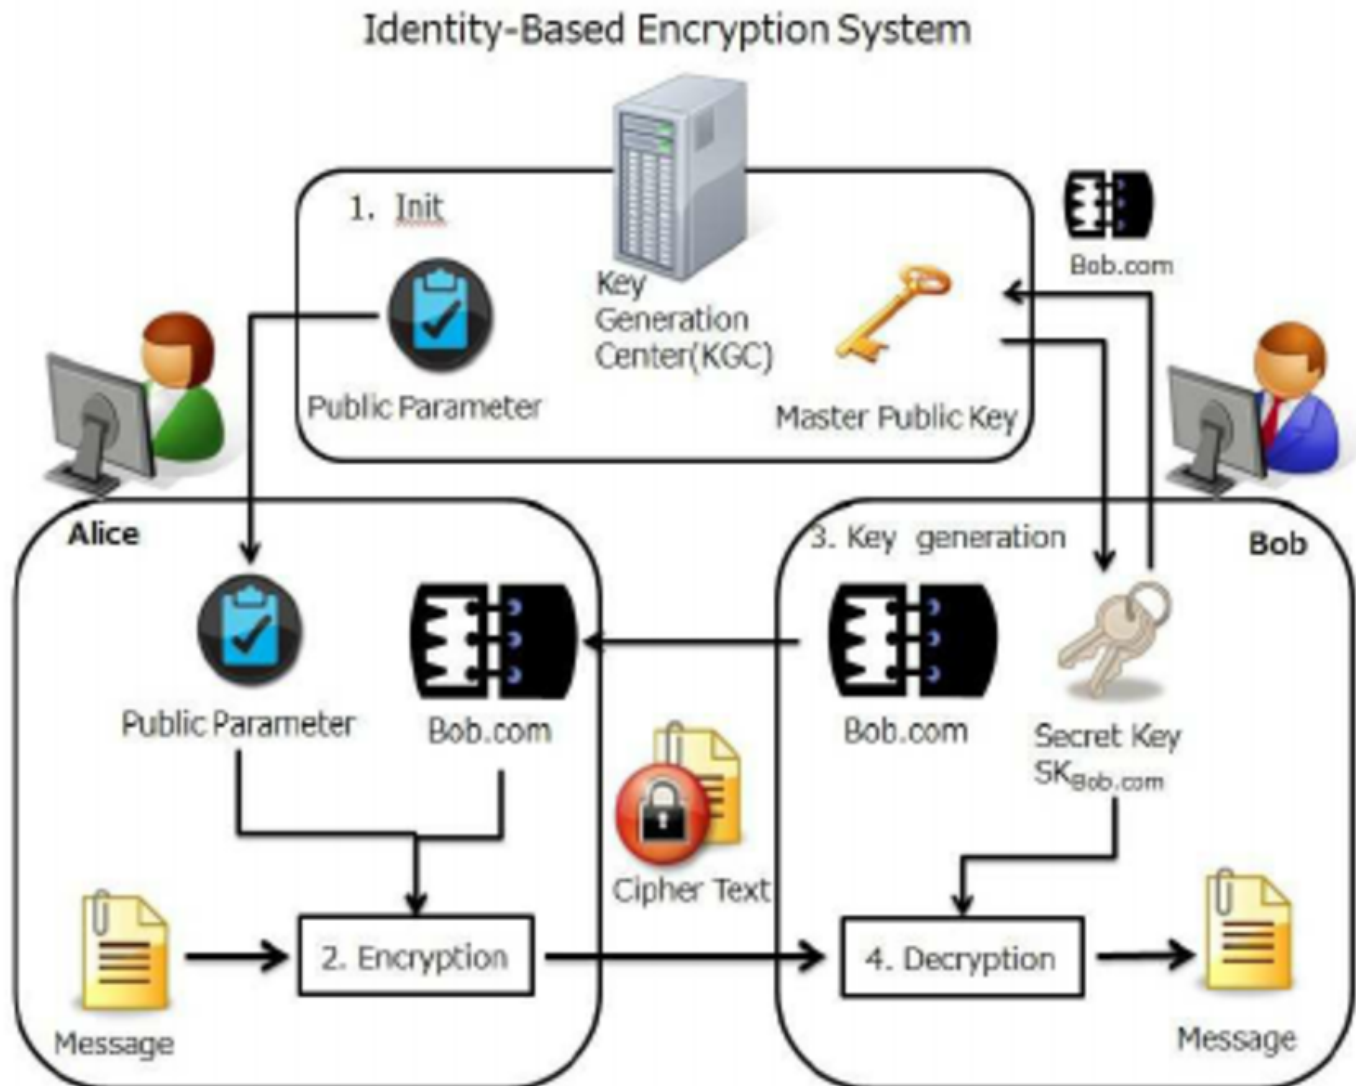 Identity-Based Encryption System
1. Init
Key
Generation
Center(KGC)
Public Parameter
Master Public Key
Bob.com
Alice
3. Key generation
Bob
Public Parameter
Bob.com
Bob.com
Secret Key
SKBob.com
Cipher Text
2. Encryption
4. Decryption
Message
Message